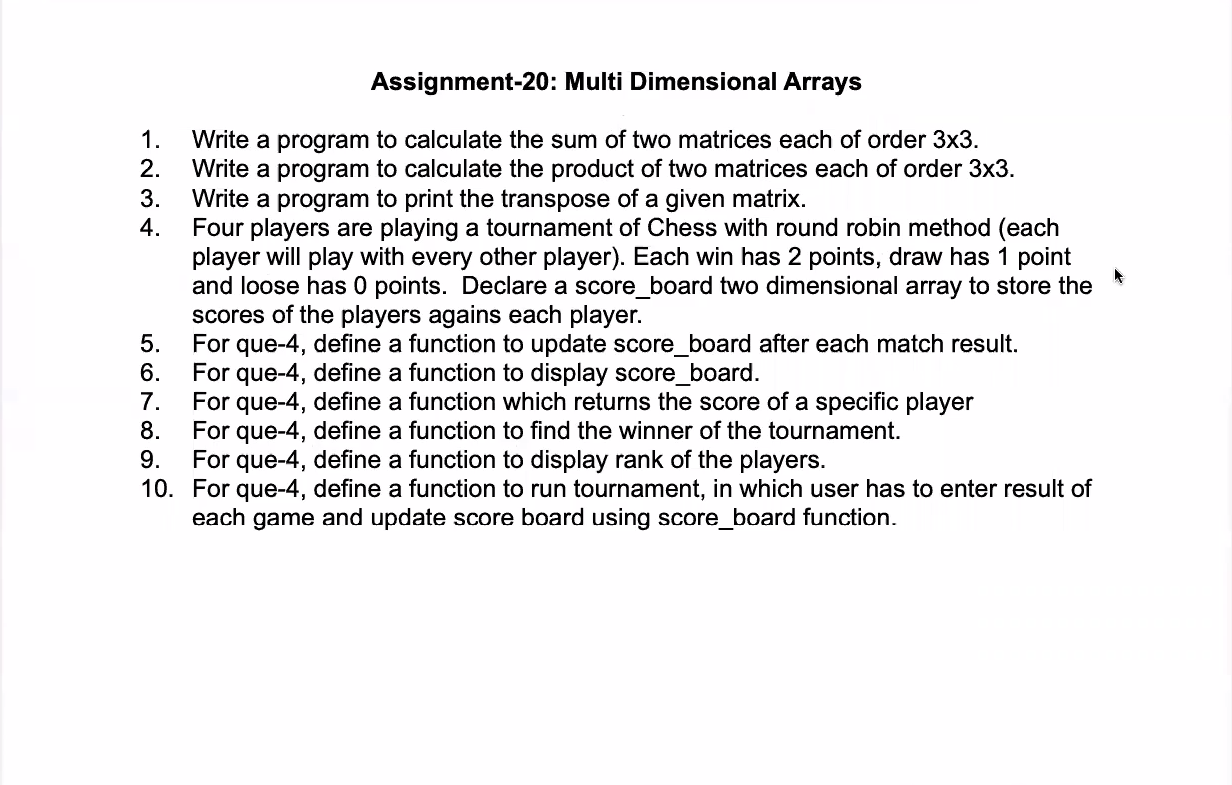 Assignment-20: Multi Dimensional Arrays
1. Write a program to calculate the sum of two matrices each of order 3x3.
2. Write a program to calculate the product of two matrices each of order 3x3.
3. Write a program to print the transpose of a given matrix.
4. Four players are playing a tournament of Chess with round robin method (each
player will play with every other player). Each win has 2 points, draw has 1 point
and loose has 0 points.  Declare a score_board two dimensional array to store the
scores of the players agains each player.
5. For que-4, define a function to update score_board after each match result.
6. For que-4, define a function to display score_board.
7. For que-4, define a function which returns the score of a specific player
8. For que-4, define a function to find the winner of the tournament.
9. For que-4, define a function to display rank of the players.
10. For que-4, define a function to run tournament, in which user has to enter result of
each game and update score board using score_board function.